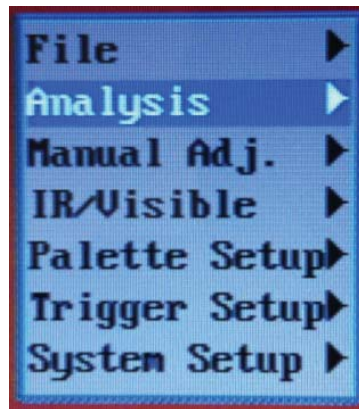 File
Analysis
Manual Adj.
IR/Visible
Palette Setup
Trigger Setup
System Setup